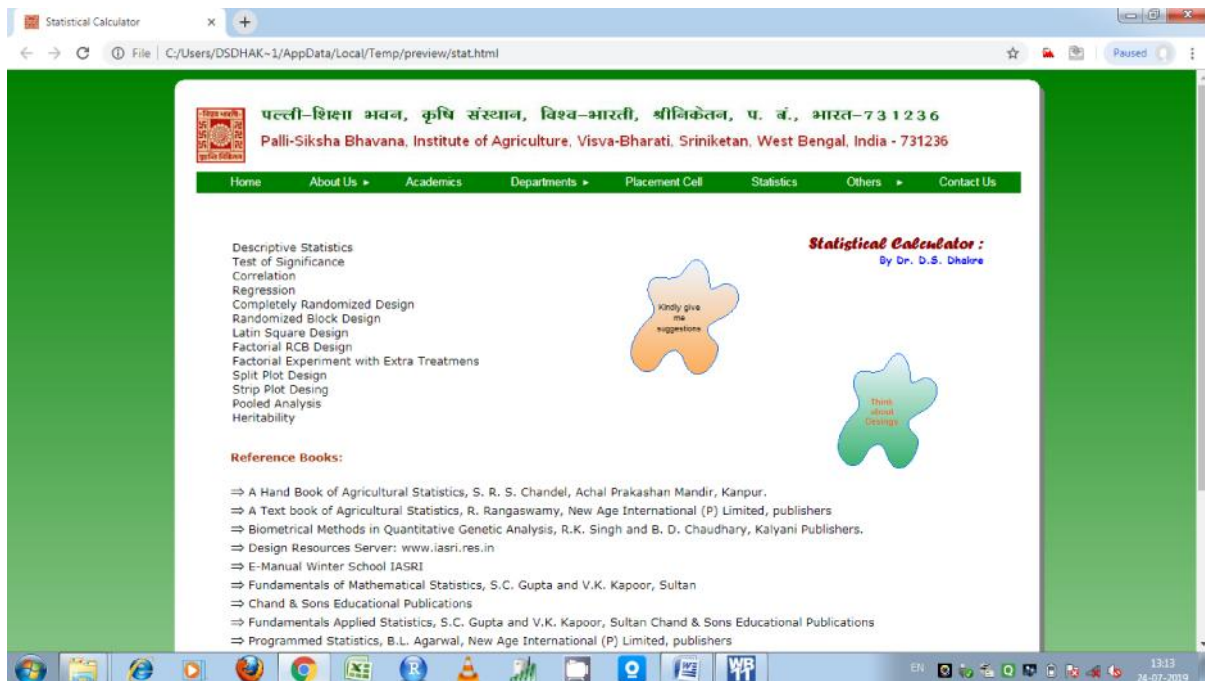 Statistical Calculator
File | C:/Users/DSDHAK~1/AppData/Local/Temp/preview/stat.html
Paused
पल्ली-शिक्षा भवन, कृषि संस्थान, विश्व-भारती, श्रीनिकेतन, प. बं., भारत-731236
Palli-Siksha Bhavana, Institute of Agriculture, Visva-Bharati, Sriniketan, West Bengal, India - 731236
Home About Us ► Academics Departments ► Placement Cell Statistics Others ► Contact Us
Statistical Calculator :
By Dr. D.S. Dhakre
Descriptive Statistics
Test of Significance
Correlation
Regression
Completely Randomized Design
Randomized Block Design
Latin Square Design
Factorial RCB Design
Factorial Experiment with Extra Treatmens
Split Plot Design
Strip Plot Desing
Pooled Analysis
Heritability
Kindly give
me
suggestions
Think
about
Desings
Reference Books:
⇒ A Hand Book of Agricultural Statistics, S. R. S. Chandel, Achal Prakashan Mandir, Kanpur.
⇒ A Text book of Agricultural Statistics, R. Rangaswamy, New Age International (P) Limited, publishers
⇒ Biometrical Methods in Quantitative Genetic Analysis, R.K. Singh and B. D. Chaudhary, Kalyani Publishers.
⇒ Design Resources Server: www.iasri.res.in
⇒ E-Manual Winter School IASRI
⇒ Fundamentals of Mathematical Statistics, S.C. Gupta and V.K. Kapoor, Sultan
⇒ Chand & Sons Educational Publications
⇒ Fundamentals Applied Statistics, S.C. Gupta and V.K. Kapoor, Sultan Chand & Sons Educational Publications
⇒ Programmed Statistics, B.L. Agarwal, New Age International (P) Limited, publishers
EN
13:13
24-07-2019